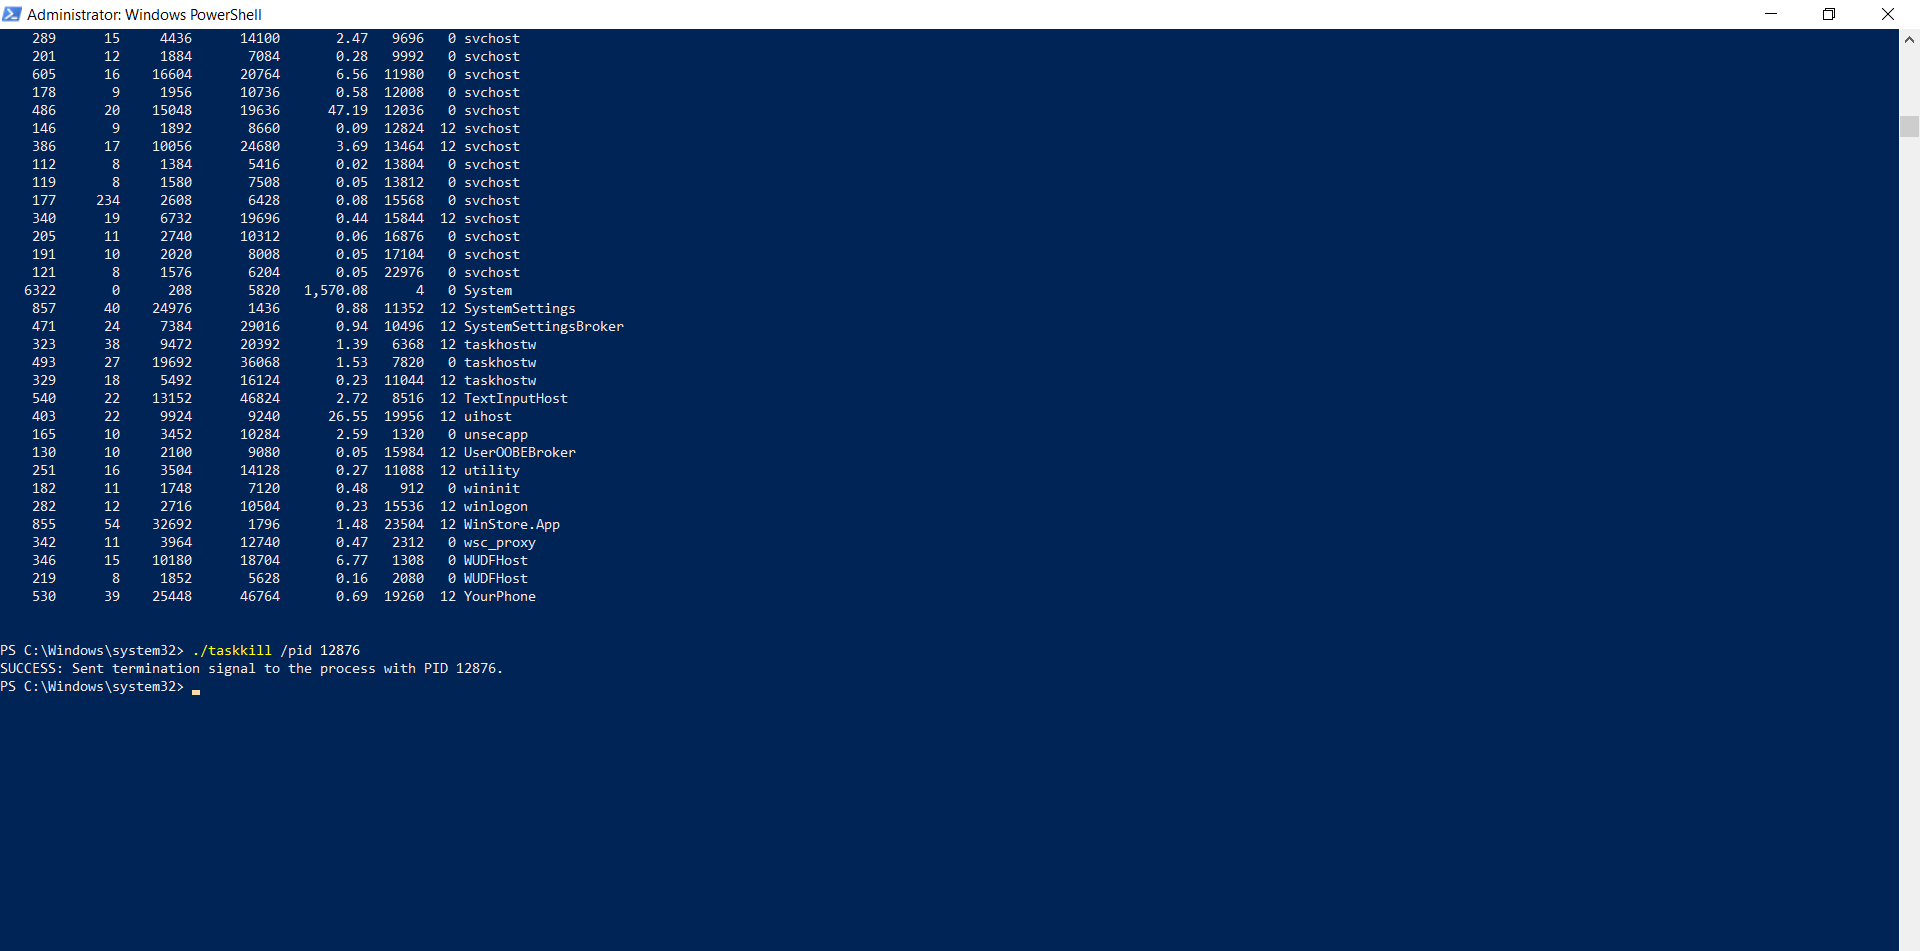 Administrator: Windows PowerShell
289 15 4436 14100 2.47 9696 0 svchost
201 12 1884 7084 0.28 9992 0 svchost
605 16 16604 20764 6.56 11980 0 svchost
178 9 1956 10736 0.58 12008 0 svchost
486 20 15048 19636 47.19 12036 0 svchost
146 9 1892 8660 0.09 12824 12 svchost
386 17 10056 24680 3.69 13464 12 svchost
112 8 1384 5416 0.02 13804 0 svchost
119 8 1580 7508 0.05 13812 0 svchost
177 234 2608 6428 0.08 15568 0 svchost
340 19 6732 19696 0.44 15844 12 svchost
205 11 2740 10312 0.06 16876 0 svchost
191 10 2020 8008 0.05 17104 0 svchost
121 8 1576 6204 0.05 22976 0 svchost
6322 0 208 5820 1,570.08 4 0 System
857 40 24976 1436 0.88 11352 12 SystemSettings
471 24 7384 29016 0.94 10496 12 SystemSettingsBroker
323 38 9472 20392 1.39 6368 12 taskhostw
493 27 19692 36068 1.53 7820 0 taskhostw
329 18 5492 16124 0.23 11044 12 taskhostw
540 22 13152 46824 2.72 8516 12 TextInputHost
403 22 9924 9240 26.55 19956 12 uihost
165 10 3452 10284 2.59 1320 0 unsecapp
130 10 2100 9080 0.05 15984 12 UserOOBEBroker
251 16 3504 14128 0.27 11088 12 utility
182 11 1748 7120 0.48 912 0 wininit
282 12 2716 10504 0.23 15536 12 winlogon
855 54 32692 1796 1.48 23504 12 WinStore.App
342 11 3964 12740 0.47 2312 0 wsc_proxy
346 15 10180 18704 6.77 1308 0 WUDFHost
219 8 1852 5628 0.16 2080 0 WUDFHost
530 39 25448 46764 0.69 19260 12 YourPhone
PS C:\Windows\system32> ./taskkill /pid 12876
SUCCESS: Sent termination signal to the process with PID 12876.
PS C:\Windows\system32>